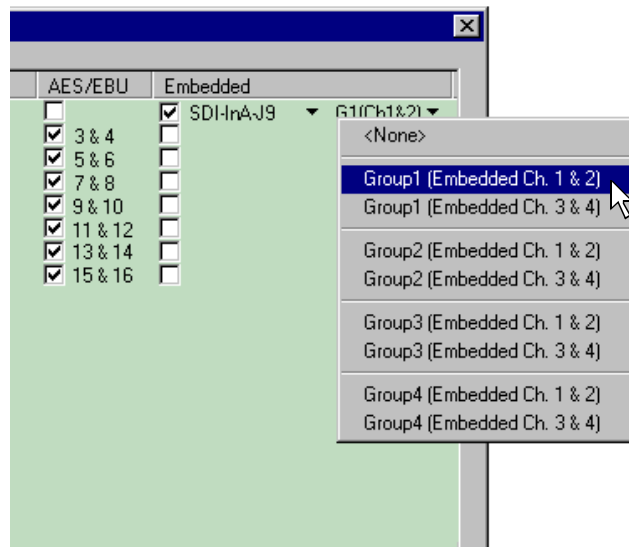 AES/EBU Embedded
SDI-InA-J9 G1(Ch1&2)
3 & 4
5 & 6
7 & 8
9 & 10
11 & 12
13 & 14
15 & 16
<None>
Group1 (Embedded Ch. 1 & 2)
Group1 (Embedded Ch. 3 & 4)
Group2 (Embedded Ch. 1 & 2)
Group2 (Embedded Ch. 3 & 4)
Group3 (Embedded Ch. 1 & 2)
Group3 (Embedded Ch. 3 & 4)
Group4 (Embedded Ch. 1 & 2)
Group4 (Embedded Ch. 3 & 4)